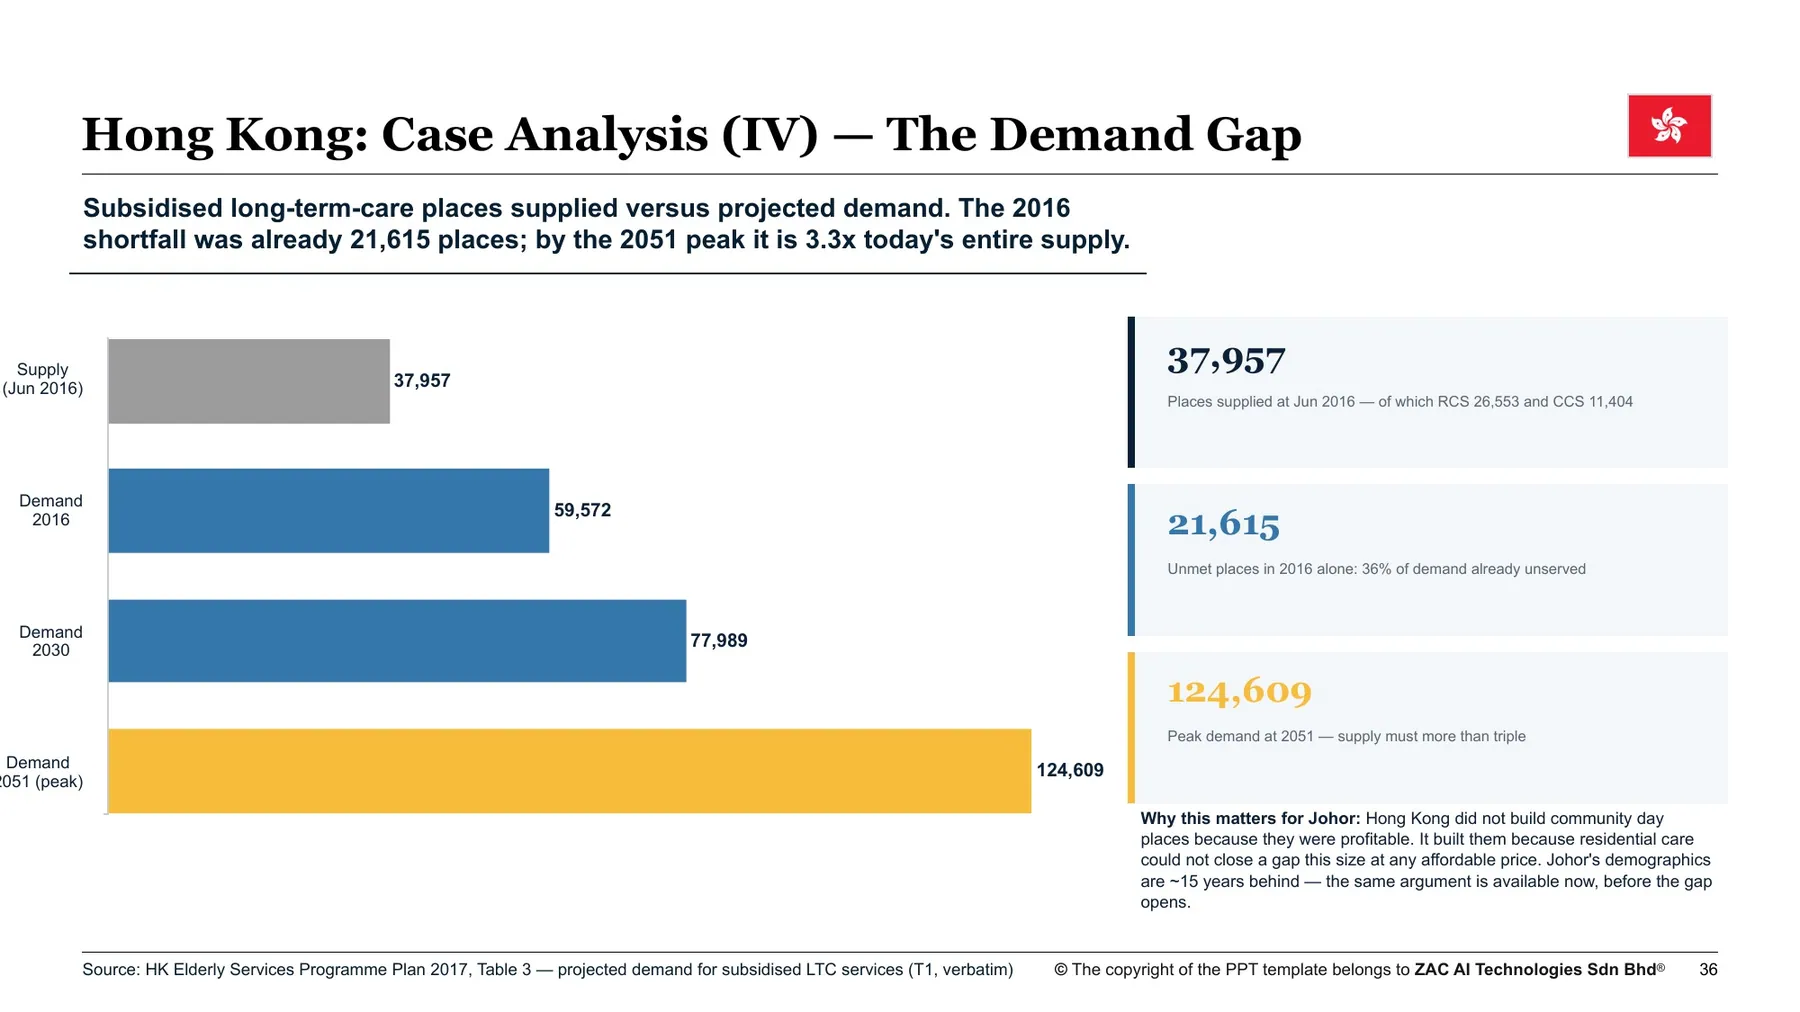 Hong Kong: Case Analysis (IV) — The Demand Gap
Subsidised long-term-care places supplied versus projected demand. The 2016
shortfall was already 21,615 places; by the 2051 peak it is 3.3x today's entire supply.
Supply
(Jun 2016)
37,957
Demand
2016
59,572
Demand
2030
77,989
Demand
2051 (peak)
124,609
37,957
Places supplied at Jun 2016 — of which RCS 26,553 and CCS 11,404
21,615
Unmet places in 2016 alone: 36% of demand already unserved
124,609
Peak demand at 2051 — supply must more than triple
Why this matters for Johor: Hong Kong did not build community day
places because they were profitable. It built them because residential care
could not close a gap this size at any affordable price. Johor's demographics
are ~15 years behind — the same argument is available now, before the gap
opens.
Source: HK Elderly Services Programme Plan 2017, Table 3 — projected demand for subsidised LTC services (T1, verbatim)
© The copyright of the PPT template belongs to ZAC AI Technologies Sdn Bhd®
36